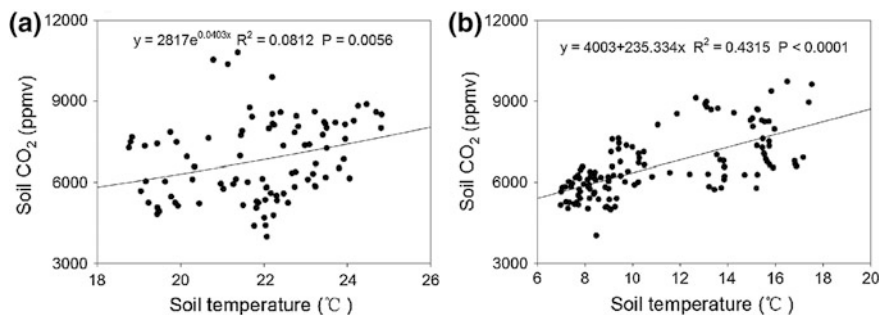 (a)
12000
y = 2817e^0.0403x R² = 0.0812 P = 0.0056
9000
6000
3000
Soil CO₂ (ppmv)
18 20 22 24 26
Soil temperature (℃)
(b)
12000
y = 4003+235.334x R² = 0.4315 P < 0.0001
9000
6000
3000
Soil CO₂ (ppmv)
6 8 10 12 14 16 18 20
Soil temperature (℃)